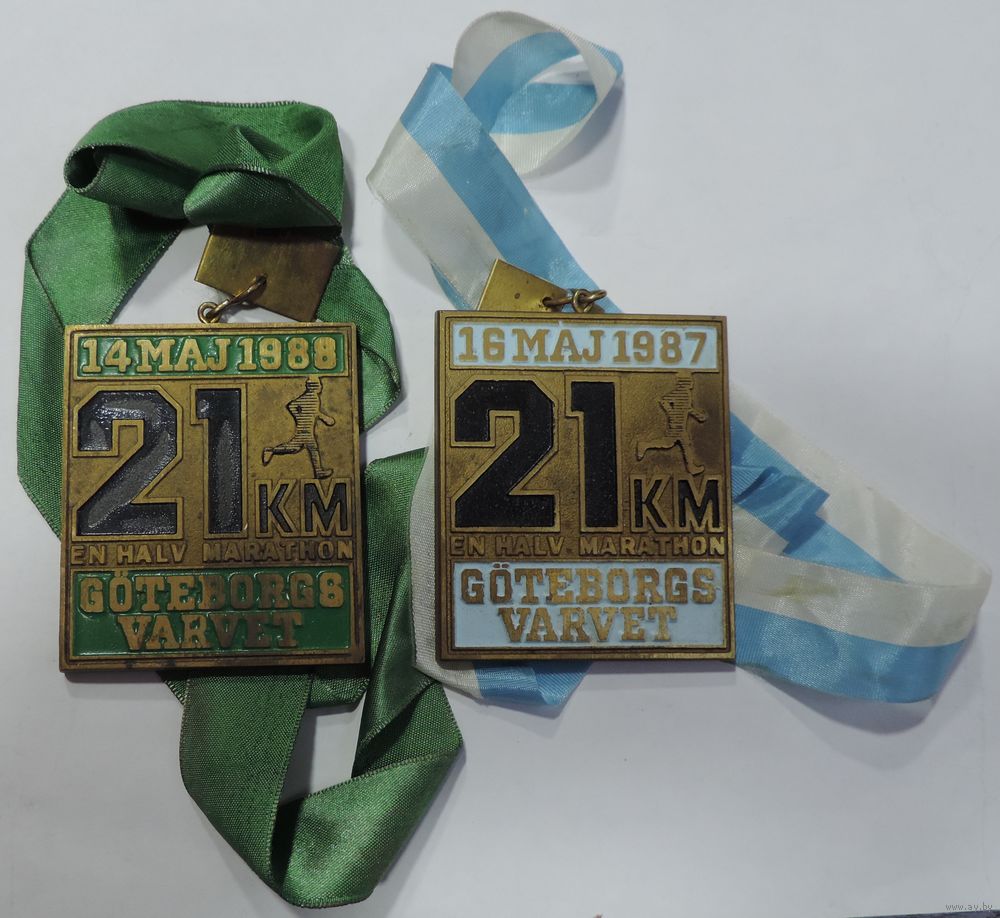 14 MAJ 1988
21 KM
EN HALV MARATHON
GÖTEBORGS
VARVET
16 MAJ 1987
21 KM
EN HALV MARATHON
GÖTEBORGS
VARVET
www.av.by